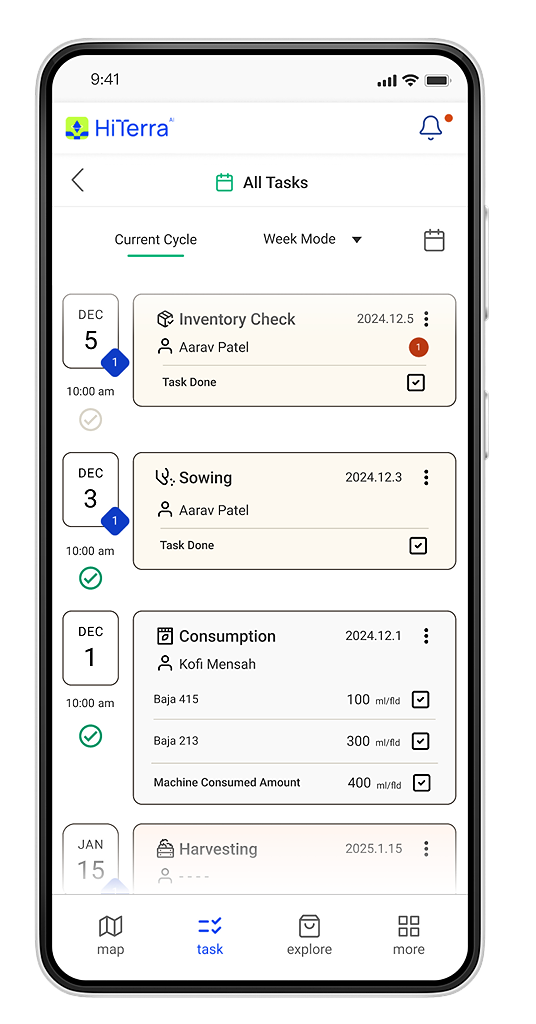 9:41
HiTerra AI
All Tasks
Current Cycle
Week Mode
DEC
5
1
10:00 am
Inventory Check
2024.12.5
Aarav Patel
1
Task Done
DEC
3
1
10:00 am
Sowing
2024.12.3
Aarav Patel
Task Done
DEC
1
10:00 am
Consumption
2024.12.1
Kofi Mensah
Baja 415
100 ml/fld
Baja 213
300 ml/fld
Machine Consumed Amount
400 ml/fld
JAN
15
Harvesting
2025.1.15
- - - -
map
task
explore
more